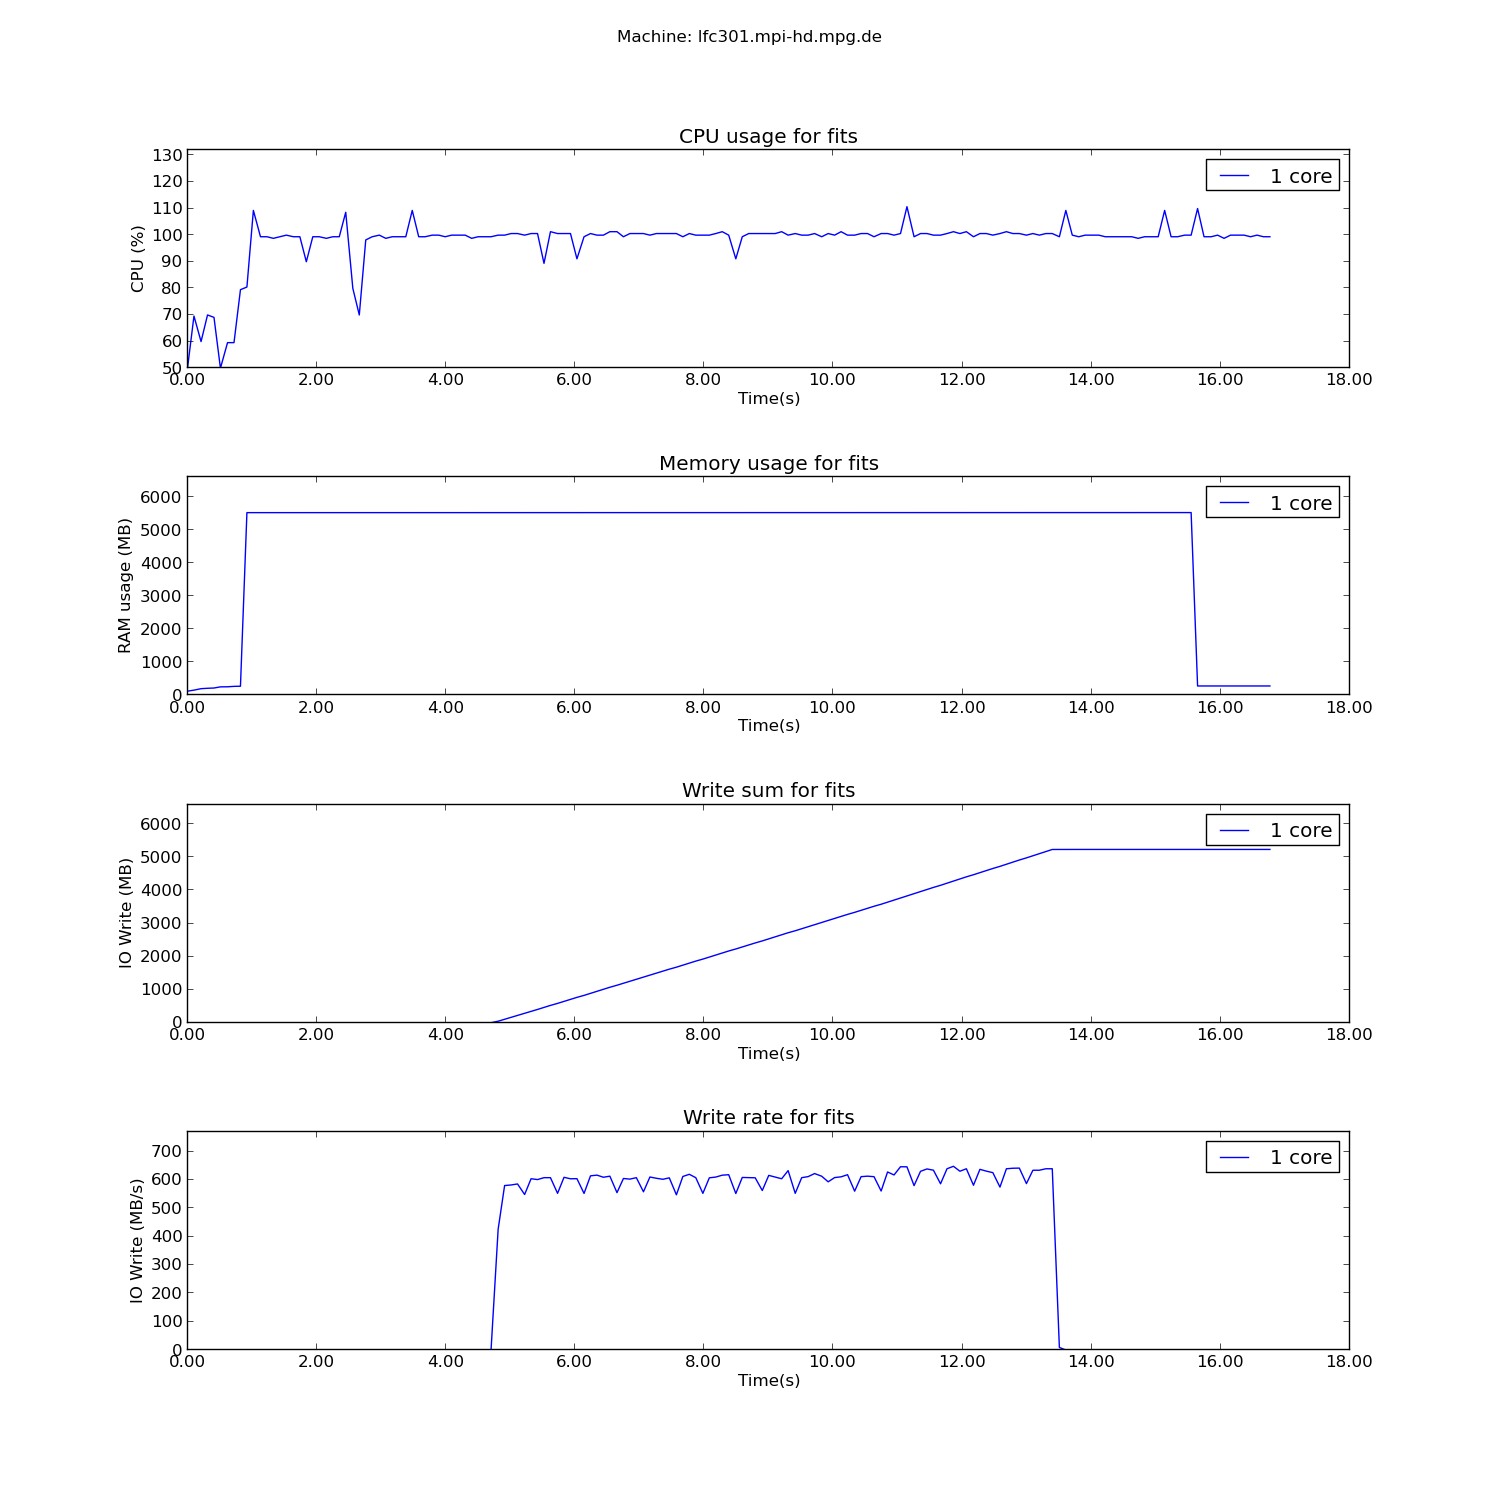 Machine: lfc301.mpi-hd.mpg.de
CPU usage for fits
130
120
110
100
90
80
70
60
50
CPU (%)
1 core
0.00 2.00 4.00 6.00 8.00 10.00 12.00 14.00 16.00 18.00
Time(s)
Memory usage for fits
6000
5000
4000
3000
2000
1000
0
RAM usage (MB)
1 core
0.00 2.00 4.00 6.00 8.00 10.00 12.00 14.00 16.00 18.00
Time(s)
Write sum for fits
6000
5000
4000
3000
2000
1000
0
IO Write (MB)
1 core
0.00 2.00 4.00 6.00 8.00 10.00 12.00 14.00 16.00 18.00
Time(s)
Write rate for fits
700
600
500
400
300
200
100
0
IO Write (MB/s)
1 core
0.00 2.00 4.00 6.00 8.00 10.00 12.00 14.00 16.00 18.00
Time(s)